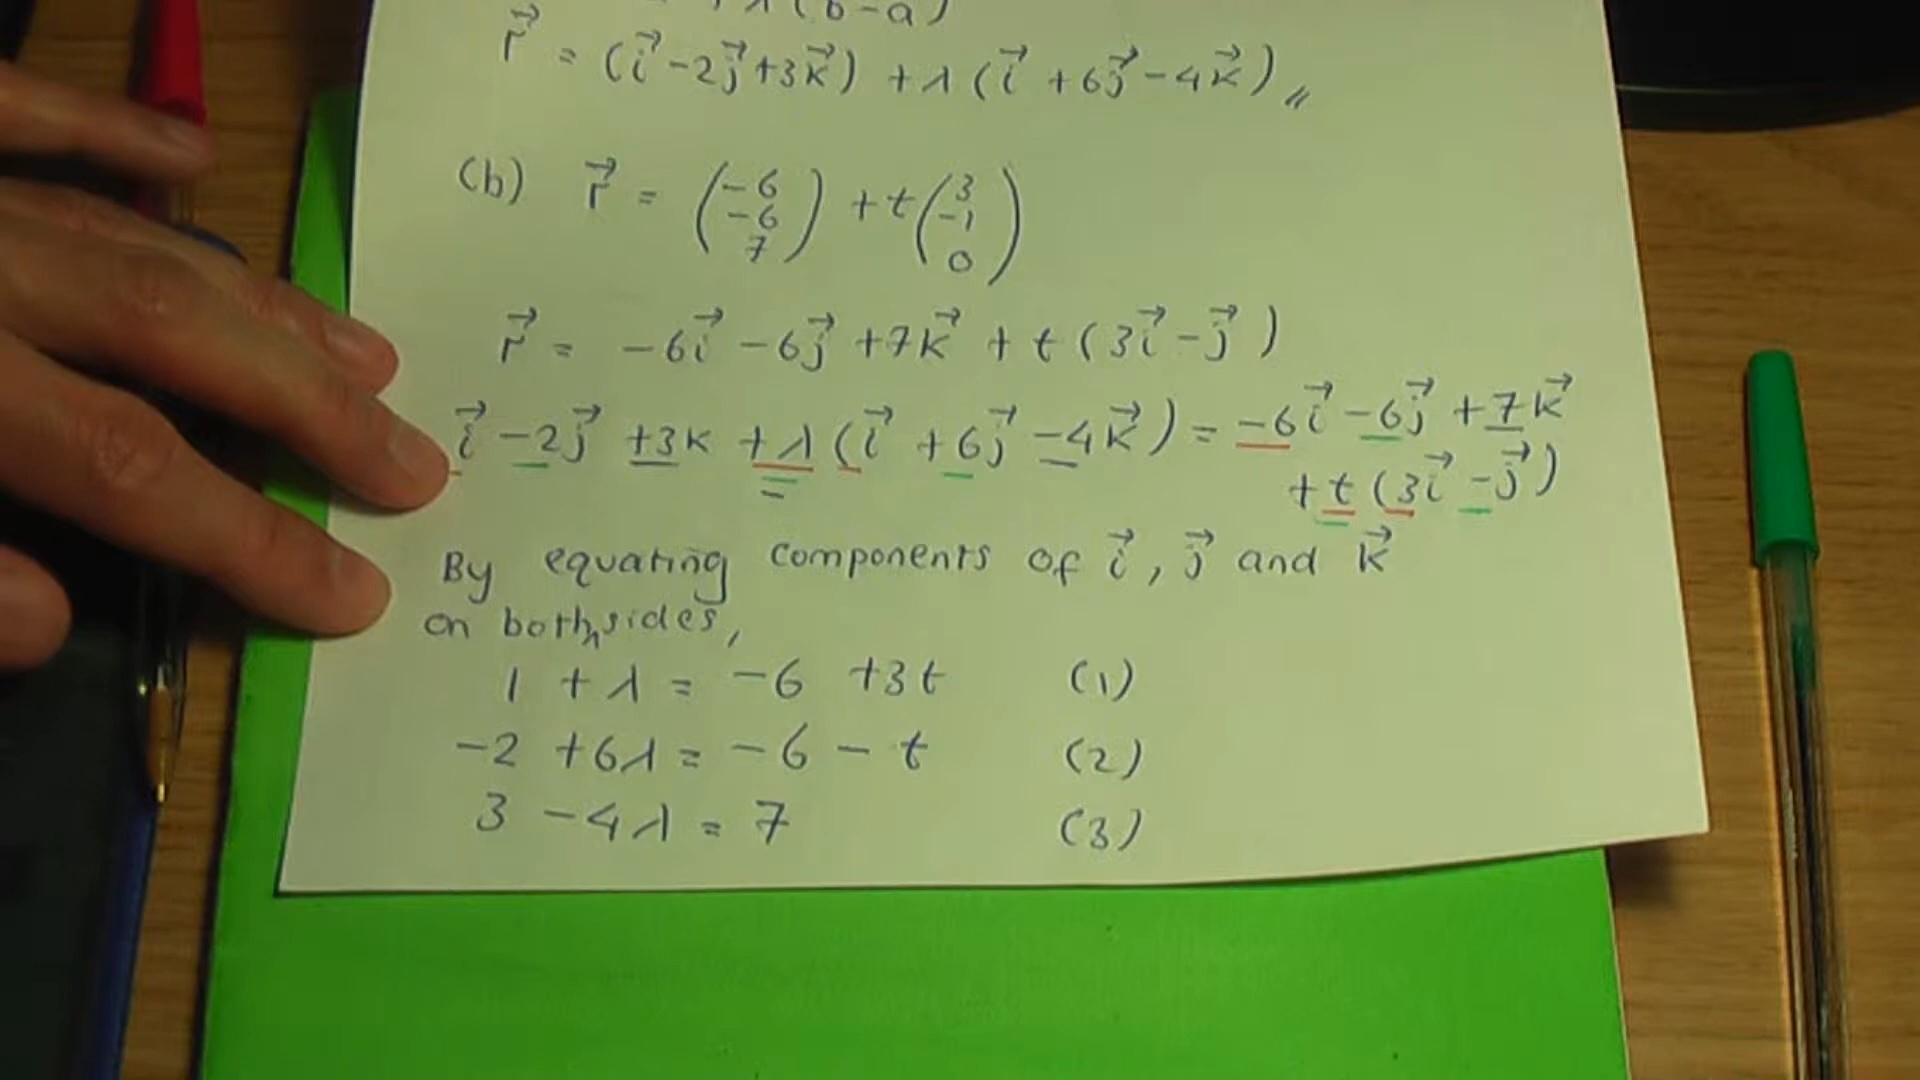 + λ (b-a)
r⃗ = (i⃗ -2j⃗ +3k⃗) + λ (i⃗ +6j⃗ -4k⃗) //
(b) r⃗ = (-6 -6 7) + t (3 -1 0)
r⃗ = -6i⃗ -6j⃗ +7k⃗ + t (3i⃗ -j⃗)
i⃗ -2j⃗ +3k +λ (i⃗ +6j⃗ -4k⃗) = -6i⃗ -6j⃗ +7k⃗
+ t (3i⃗ -j⃗)
By equating components of i⃗, j⃗ and k⃗
on both sides,
1 + λ = -6 +3t (1)
-2 +6λ = -6 - t (2)
3 -4λ = 7 (3)